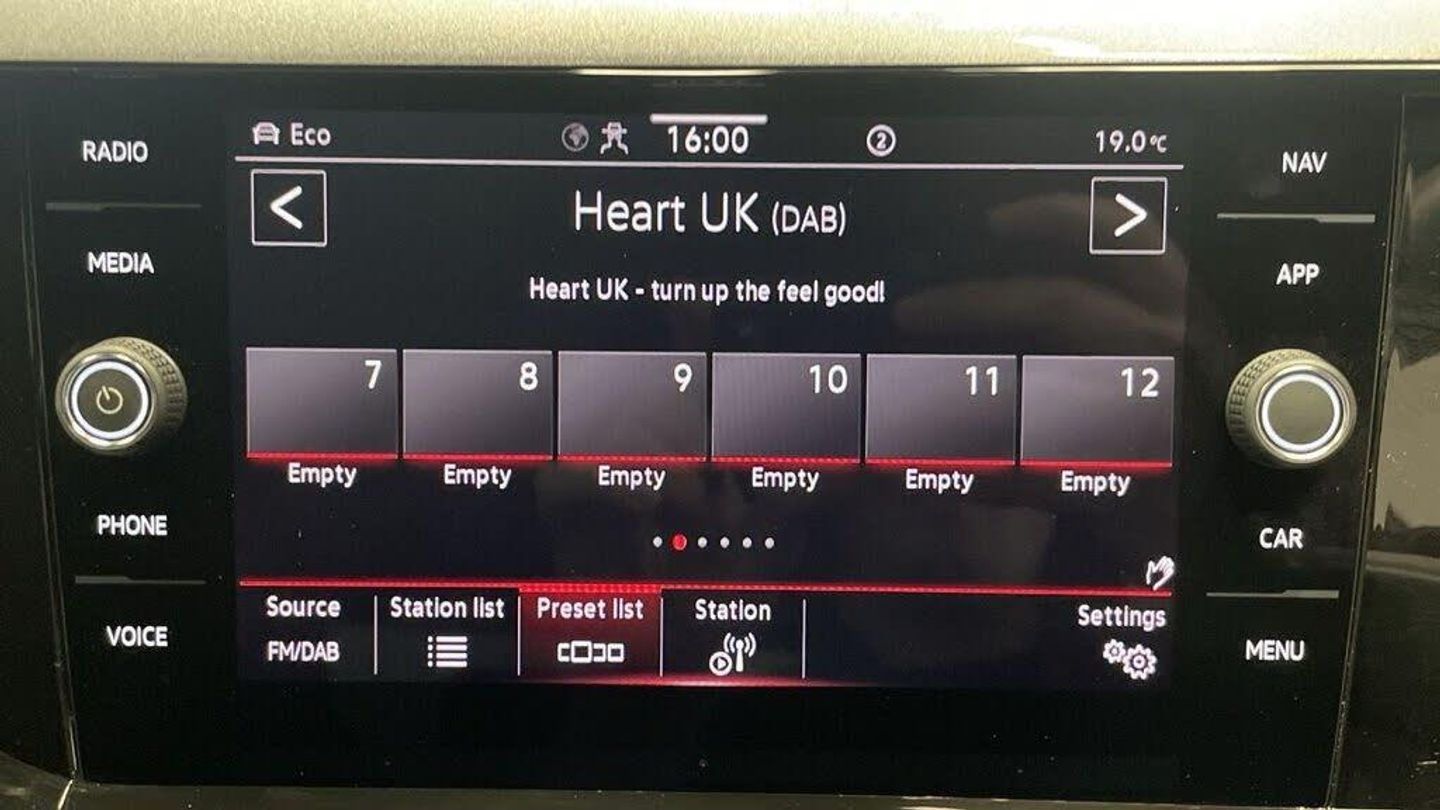 RADIO
MEDIA
PHONE
VOICE
Eco
16:00
2
19.0°C
<
Heart UK (DAB)
>
Heart UK - turn up the feel good!
7 8 9 10 11 12
Empty Empty Empty Empty Empty Empty
Source Station list Preset list Station Settings
FM/DAB
NAV
APP
CAR
MENU